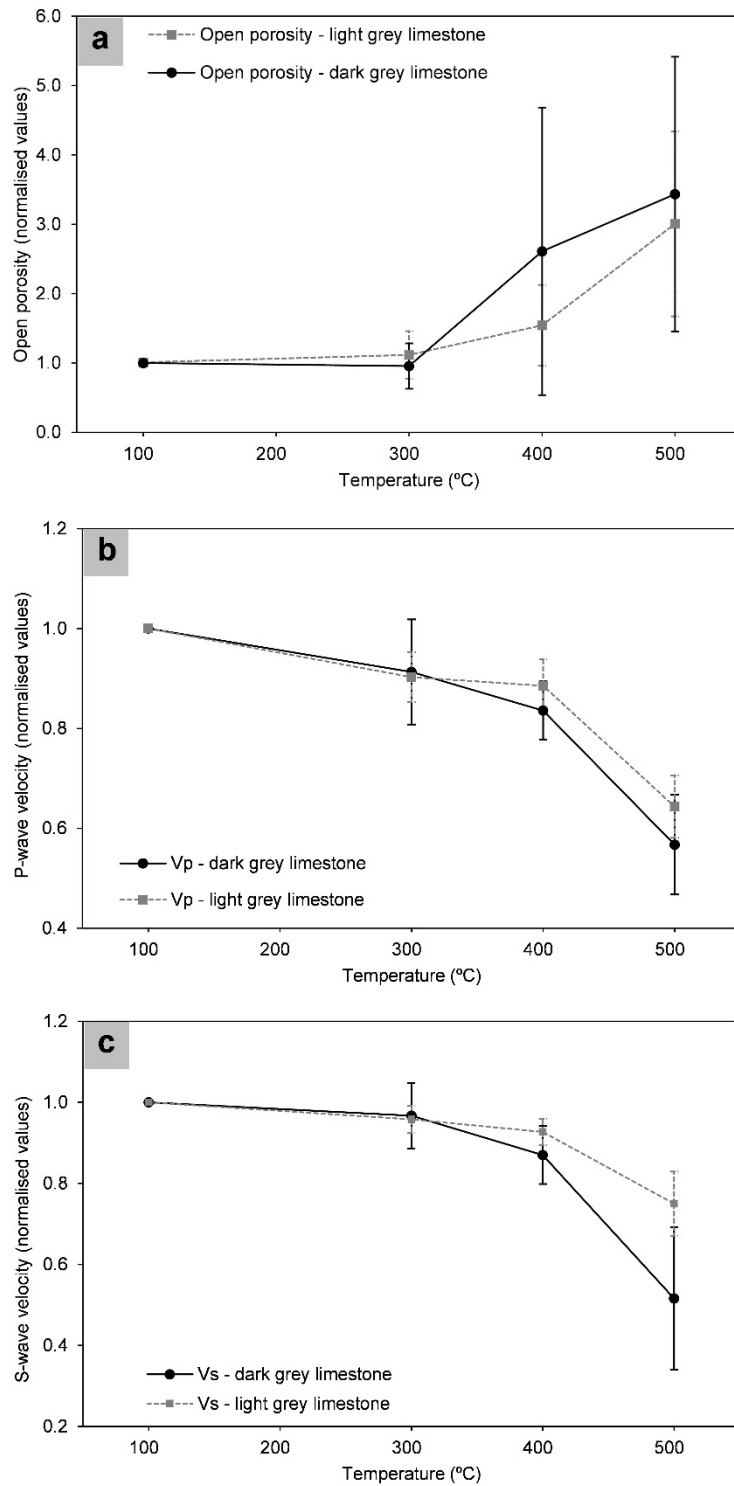 a
Open porosity - light grey limestone
Open porosity - dark grey limestone
Open porosity (normalised values)
6.0
5.0
4.0
3.0
2.0
1.0
0.0
100
200
300
400
500
Temperature (ºC)
b
P-wave velocity (normalised values)
1.2
1.0
0.8
0.6
0.4
Vp - dark grey limestone
Vp - light grey limestone
100
200
300
400
500
Temperature (ºC)
c
S-wave velocity (normalised values)
1.2
1.0
0.8
0.6
0.4
0.2
Vs - dark grey limestone
Vs - light grey limestone
100
200
300
400
500
Temperature (ºC)